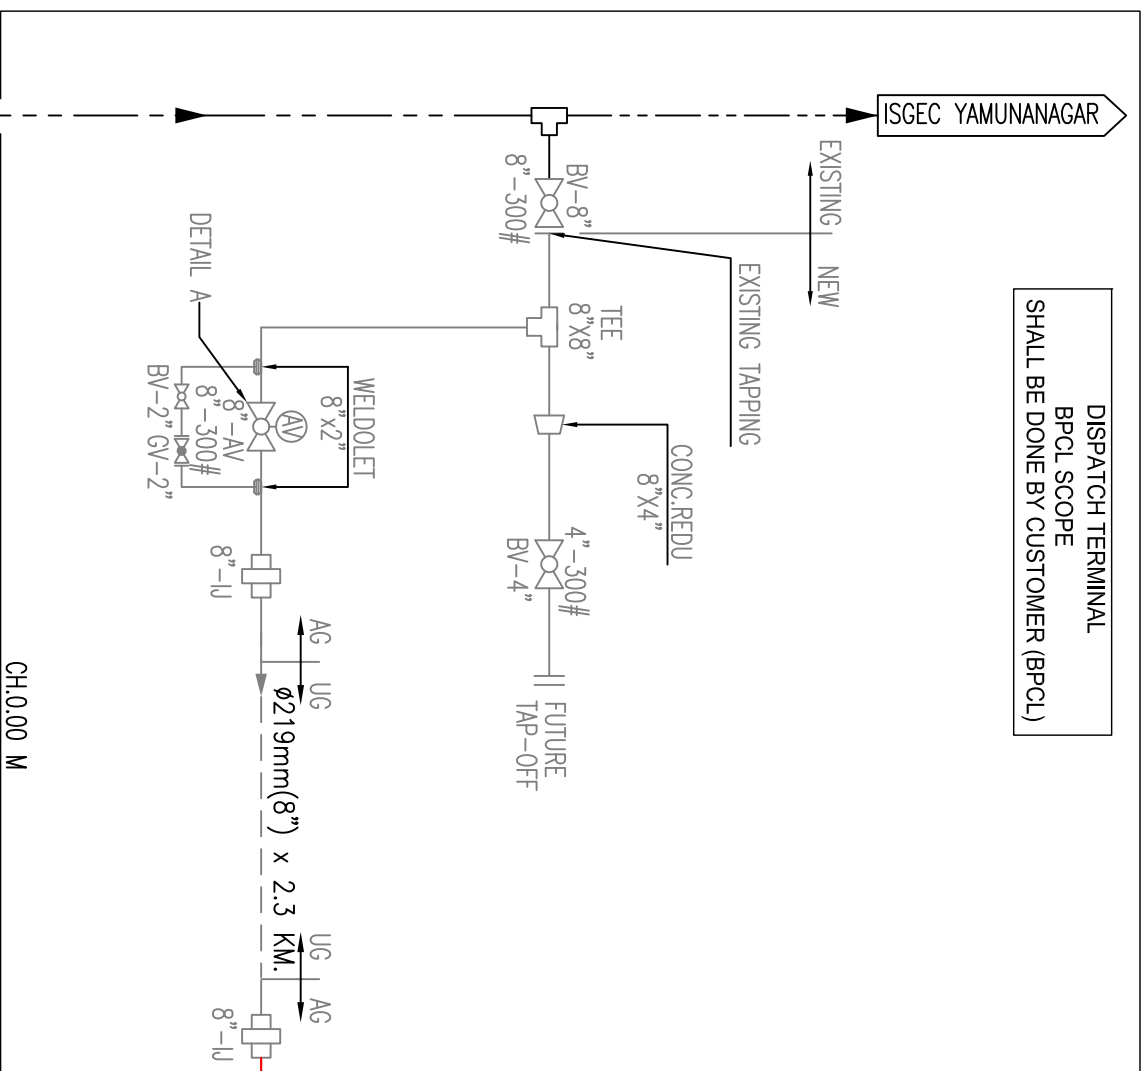 ISGEC YAMUNANAGAR
DISPATCH TERMINAL
BPCL SCOPE
SHALL BE DONE BY CUSTOMER (BPCL)
EXISTING
NEW
EXISTING TAPPING
BV-8"
8"-300#
TEE
8"X8"
CONC.REDU
8"X4"
4"-300#
BV-4"
FUTURE
TAP-OFF
DETAIL A
WELDOLET
8"x2"
AV
8"-AV
8"-300#
BV-2"
GV-2"
8"-IJ
AG
UG
ø219mm(8") x 2.3 KM.
UG
AG
8"-IJ
CH.0.00 M